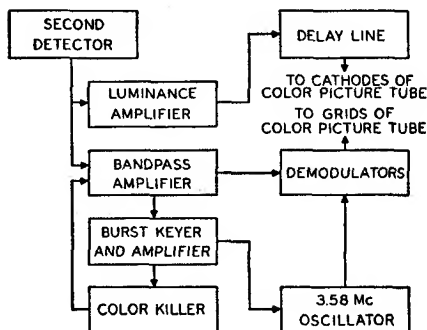 SECOND
DETECTOR
DELAY LINE
LUMINANCE
AMPLIFIER
TO CATHODES OF
COLOR PICTURE TUBE
TO GRIDS OF
COLOR PICTURE TUBE
BANDPASS
AMPLIFIER
DEMODULATORS
BURST KEYER
AND AMPLIFIER
COLOR KILLER
3.58 Mc
OSCILLATOR